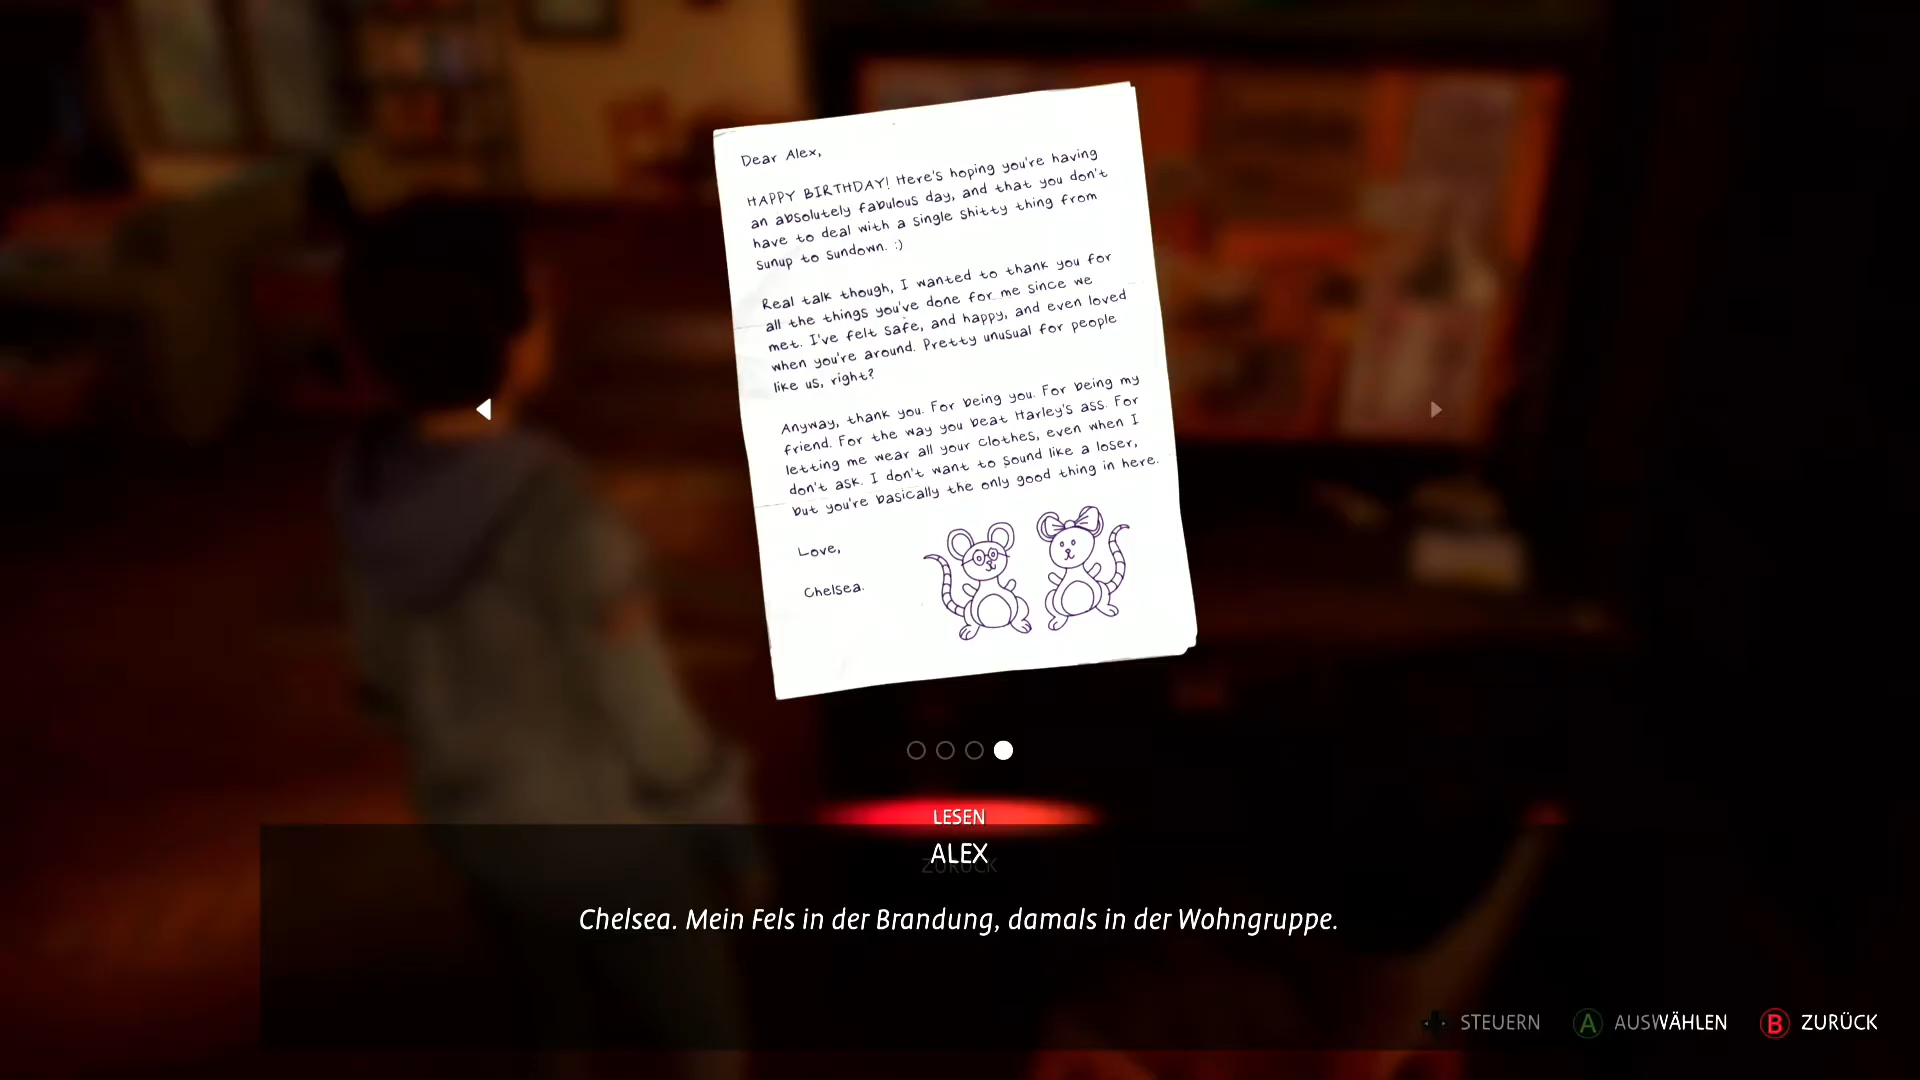 Dear Alex,
HAPPY BIRTHDAY! Here's hoping you're having
an absolutely fabulous day, and that you don't
have to deal with a single shitty thing from
sunup to sundown. :)
Real talk though, I wanted to thank you for
all the things you've done for me since we
met. I've felt safe, and happy, and even loved
when you're around. Pretty unusual for people
like us, right?
Anyway, thank you. For being you. For being my
friend. For the way you beat Harley's ass. For
letting me wear all your clothes, even when I
don't ask. I don't want to sound like a loser,
but you're basically the only good thing in here.
Love,
Chelsea.
LESEN
ALEX
ZURÜCK
Chelsea. Mein Fels in der Brandung, damals in der Wohngruppe.
STEUERN A AUSWÄHLEN B ZURÜCK